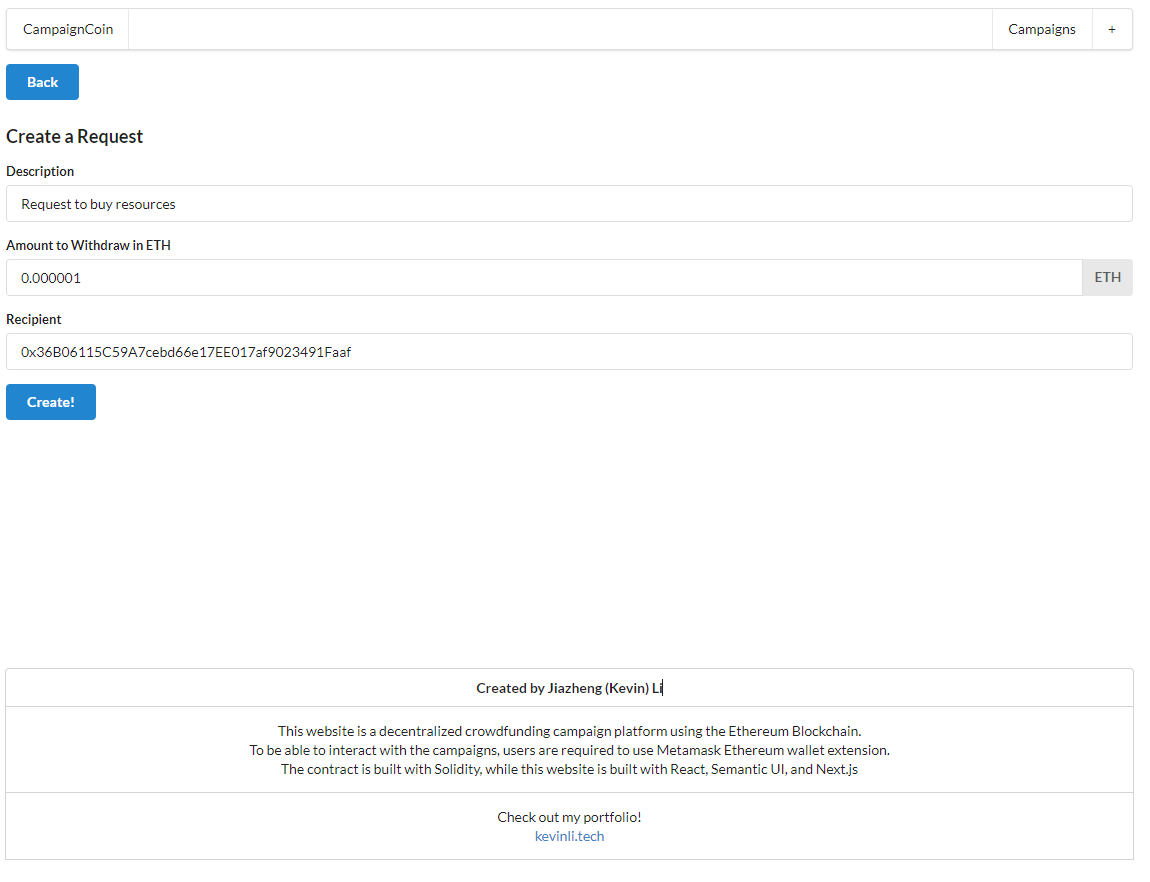 CampaignCoin
Campaigns
+
Back
Create a Request
Description
Request to buy resources
Amount to Withdraw in ETH
0.000001
ETH
Recipient
0x36B06115C59A7cebd66e17EE017af9023491Faaf
Create!
Created by Jiazheng (Kevin) Li
This website is a decentralized crowdfunding campaign platform using the Ethereum Blockchain.
To be able to interact with the campaigns, users are required to use Metamask Ethereum wallet extension.
The contract is built with Solidity, while this website is built with React, Semantic UI, and Next.js
Check out my portfolio!
kevinli.tech